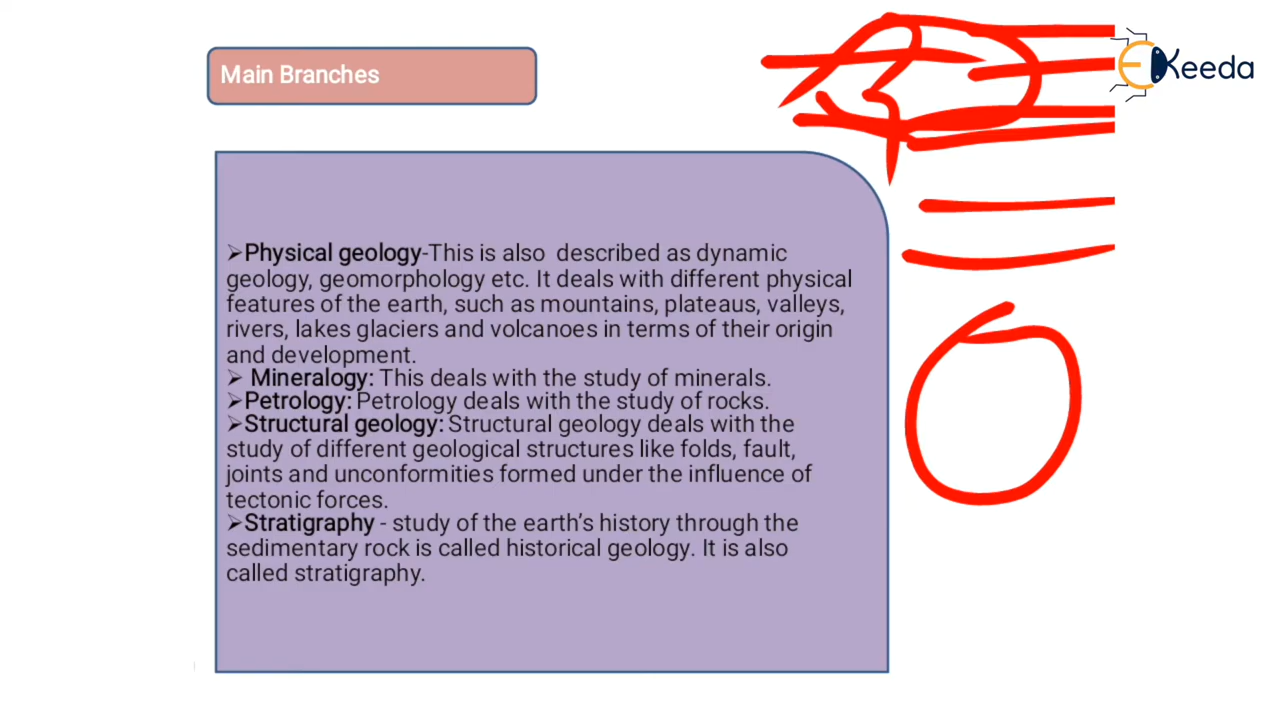 Main Branches
EKeeda
➢Physical geology-This is also described as dynamic
geology, geomorphology etc. It deals with different physical
features of the earth, such as mountains, plateaus, valleys,
rivers, lakes glaciers and volcanoes in terms of their origin
and development.
➢ Mineralogy: This deals with the study of minerals.
➢Petrology: Petrology deals with the study of rocks.
➢Structural geology: Structural geology deals with the
study of different geological structures like folds, fault,
joints and unconformities formed under the influence of
tectonic forces.
➢Stratigraphy - study of the earth's history through the
sedimentary rock is called historical geology. It is also
called stratigraphy.